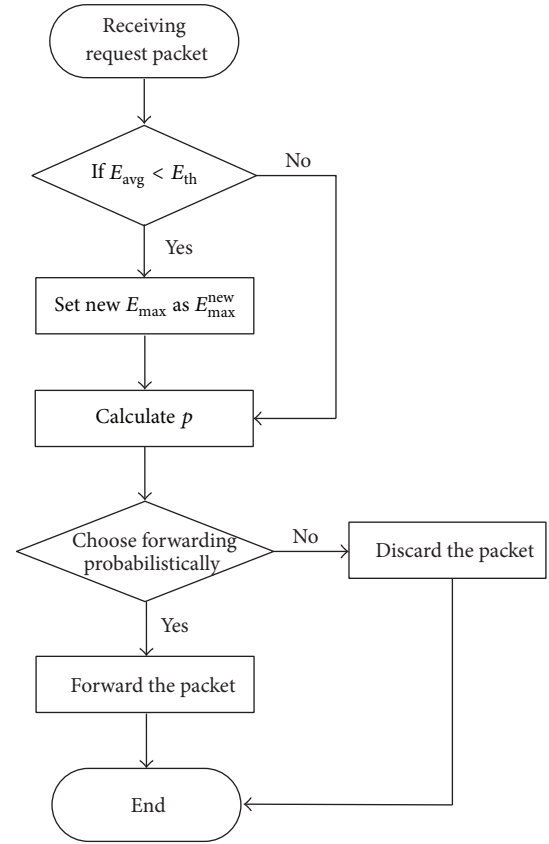 Receiving
request packet
If E_avg < E_th
No
Yes
Set new E_max as E_max^new
Calculate p
Choose forwarding
probabilistically
No
Discard the packet
Yes
Forward the packet
End